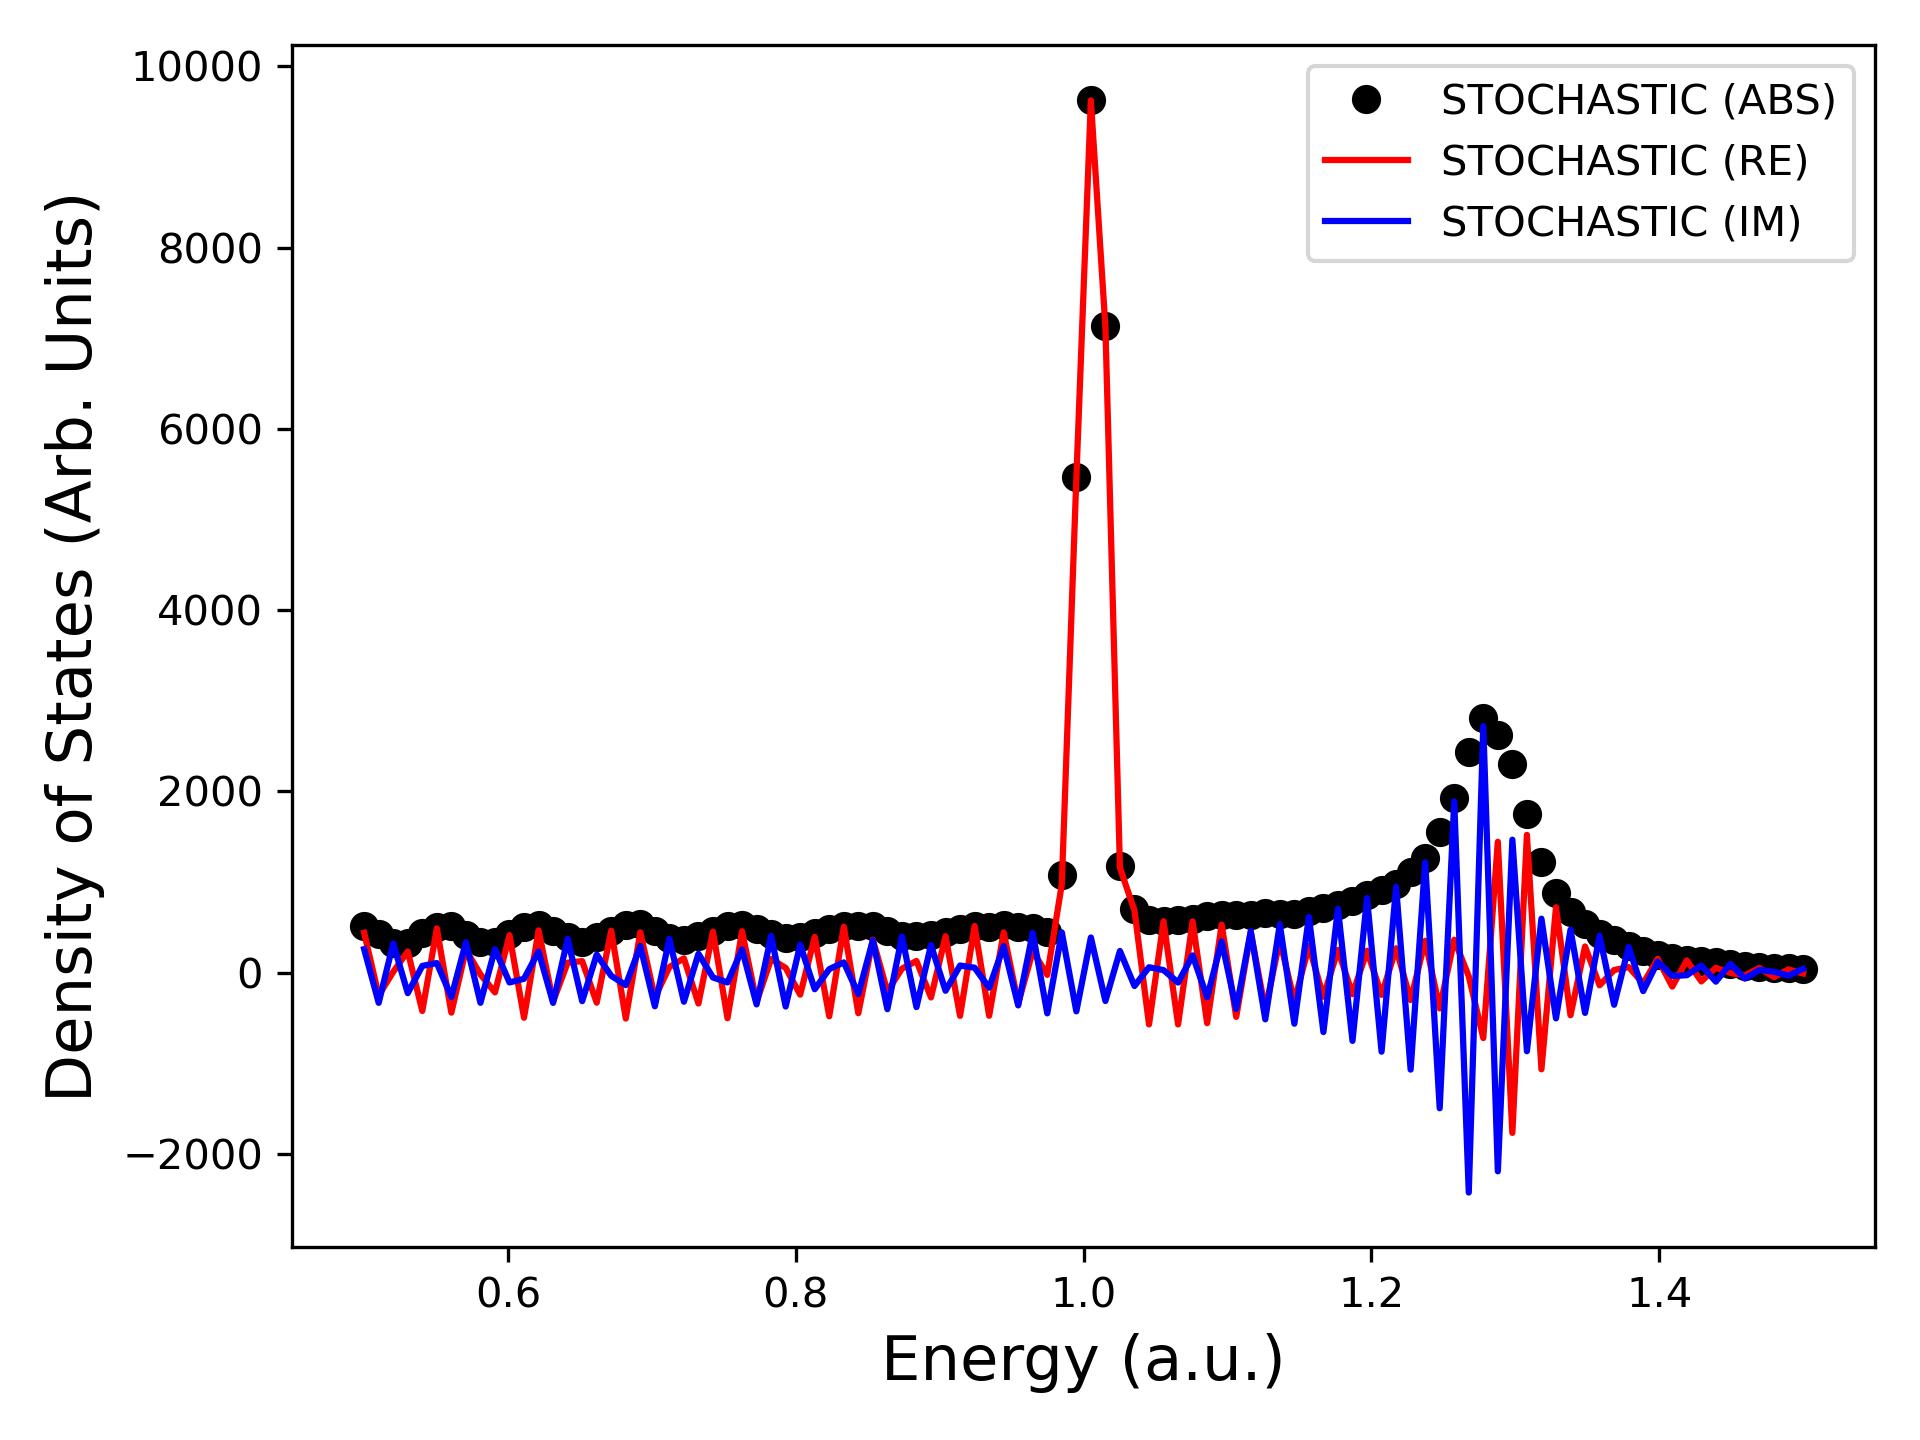 Density of States (Arb. Units)
10000
8000
6000
4000
2000
0
−2000
STOCHASTIC (ABS)
STOCHASTIC (RE)
STOCHASTIC (IM)
0.6 0.8 1.0 1.2 1.4
Energy (a.u.)